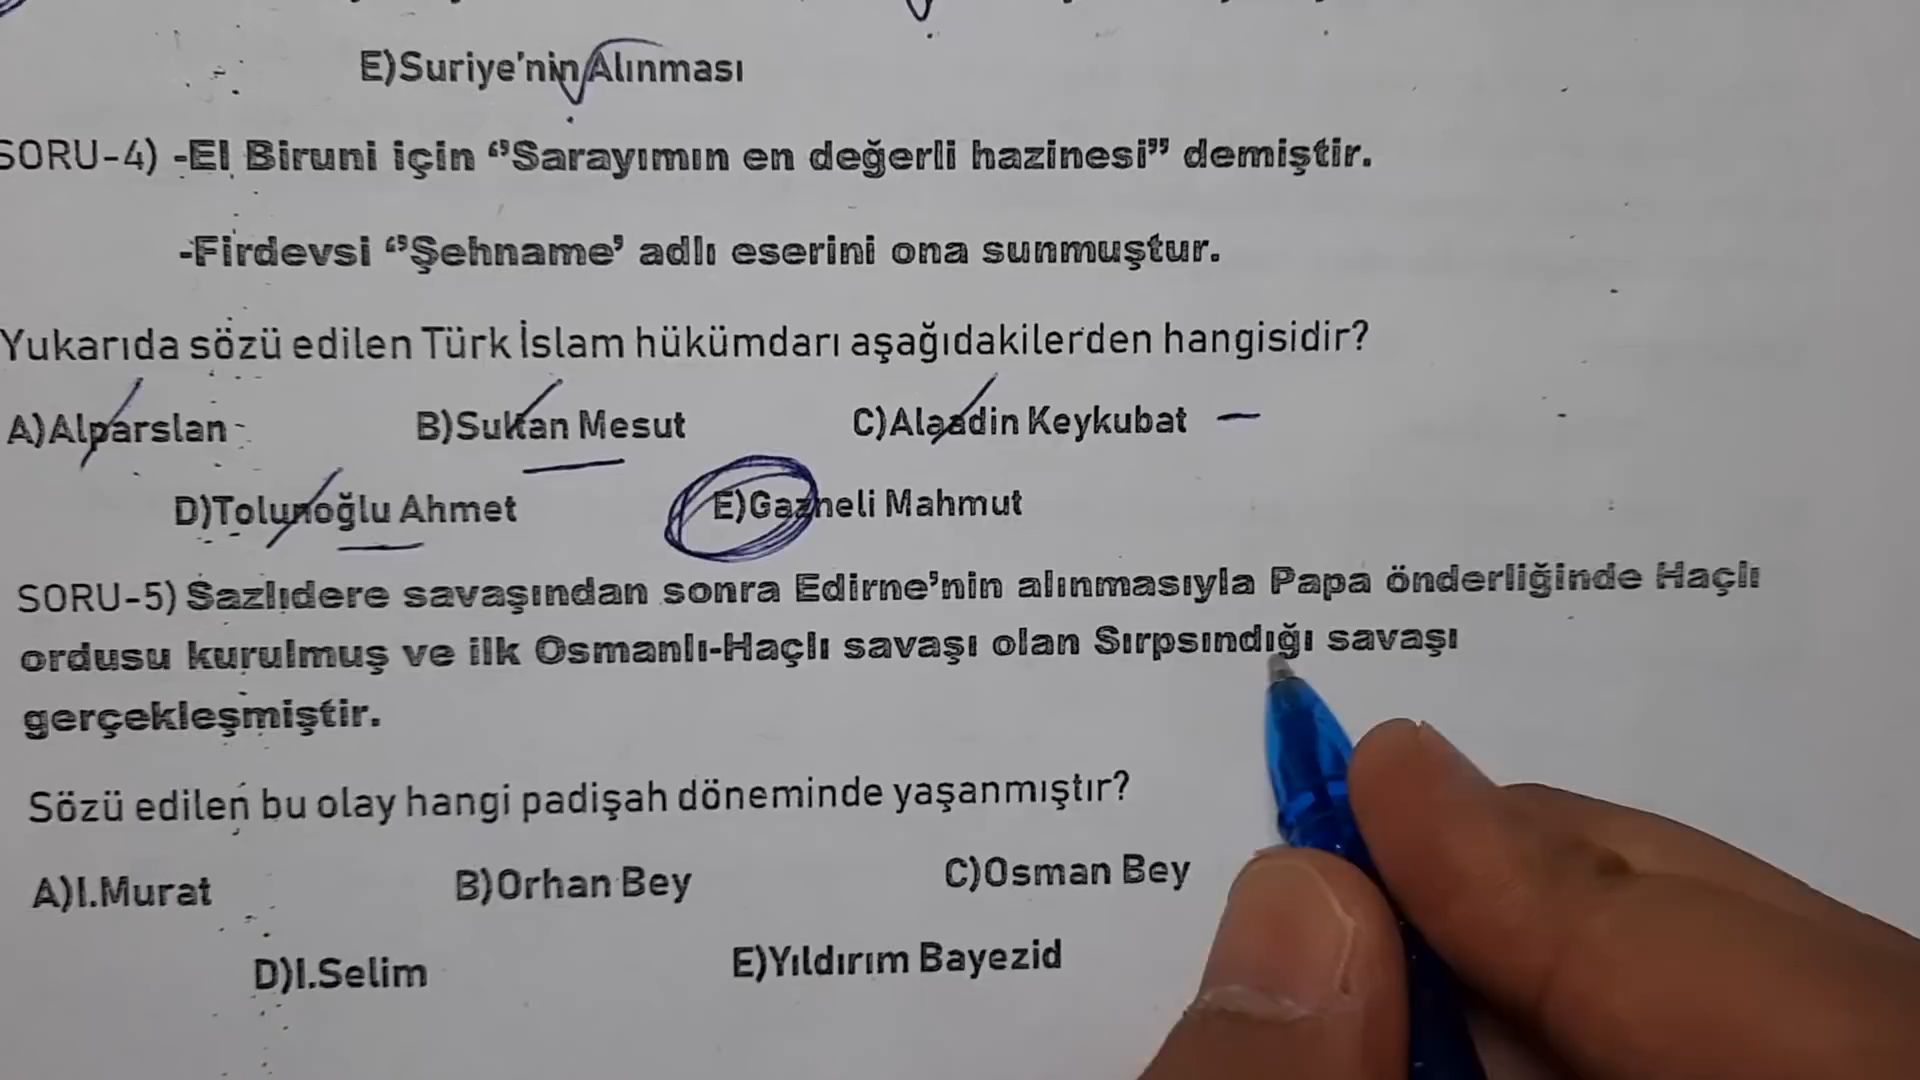 E)Suriye'nin Alınması
SORU-4) -El Biruni için “Sarayımın en değerli hazinesi” demiştir.
-Firdevsi “Şehname’ adlı eserini ona sunmuştur.
Yukarıda sözü edilen Türk İslam hükümdarı aşağıdakilerden hangisidir?
A)Alparslan B)Sultan Mesut C)Alaadin Keykubat
D)Tolunoğlu Ahmet E)Gazneli Mahmut
SORU-5) Sazlıdere savaşından sonra Edirne’nin alınmasıyla Papa önderliğinde Haçlı
ordusu kurulmuş ve ilk Osmanlı-Haçlı savaşı olan Sırpsındığı savaşı
gerçekleşmiştir.
Sözü edilen bu olay hangi padişah döneminde yaşanmıştır?
A)I.Murat B)Orhan Bey C)Osman Bey
D)I.Selim E)Yıldırım Bayezid